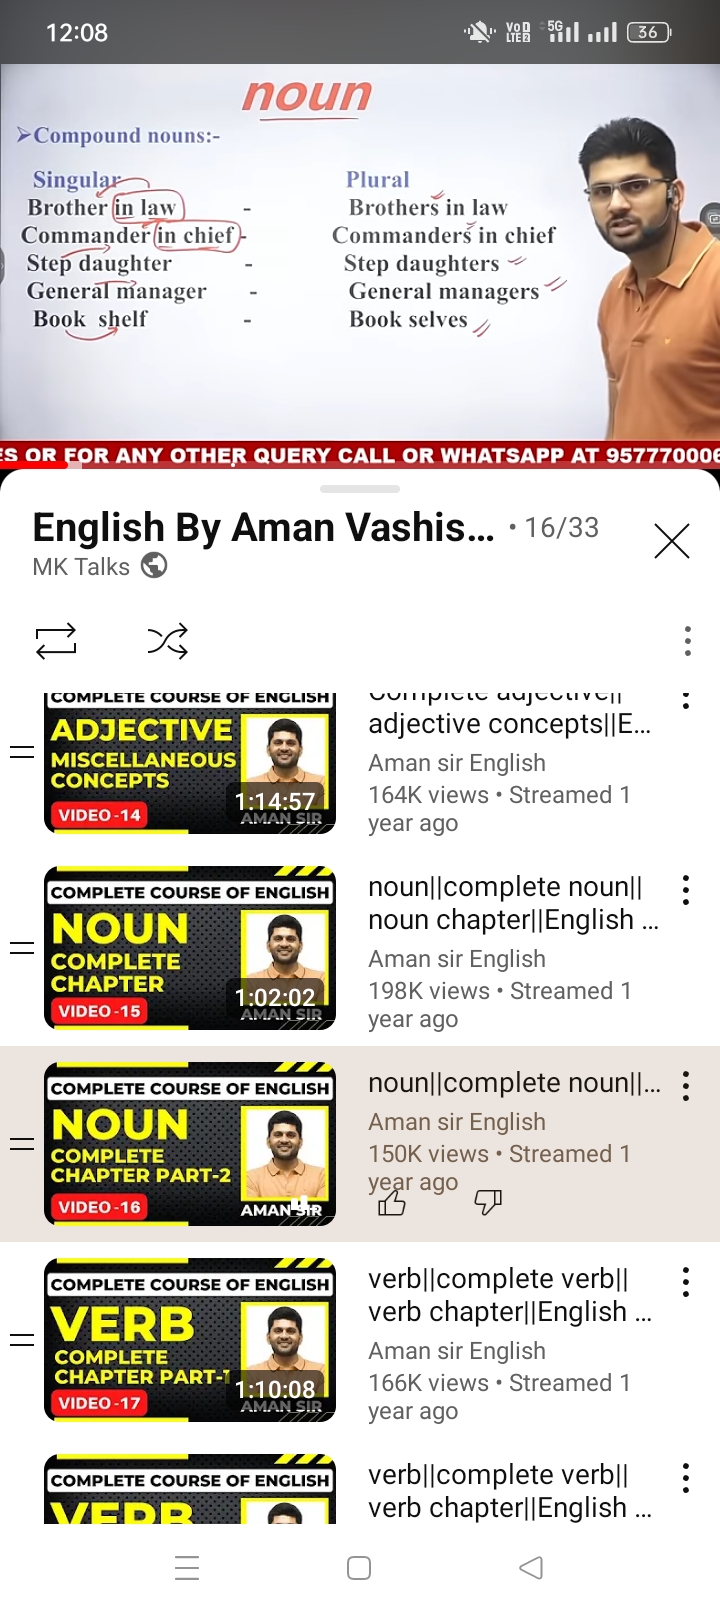 12:08
VoD LTE2 5G 36
noun
➢Compound nouns:-
Singular Plural
Brother in law - Brothers in law
Commander in chief - Commanders in chief
Step daughter - Step daughters
General manager - General managers
Book shelf - Book selves
ES OR FOR ANY OTHER QUERY CALL OR WHATSAPP AT 957770006
English By Aman Vashis... • 16/33
MK Talks
COMPLETE COURSE OF ENGLISH
ADJECTIVE
MISCELLANEOUS
CONCEPTS
VIDEO -14
1:14:57
AMAN SIR
Complete adjective||
adjective concepts||E...
Aman sir English
164K views • Streamed 1
year ago
COMPLETE COURSE OF ENGLISH
NOUN
COMPLETE
CHAPTER
VIDEO -15
1:02:02
AMAN SIR
noun||complete noun||
noun chapter||English ...
Aman sir English
198K views • Streamed 1
year ago
COMPLETE COURSE OF ENGLISH
NOUN
COMPLETE
CHAPTER PART-2
VIDEO -16
AMAN SIR
noun||complete noun||...
Aman sir English
150K views • Streamed 1
year ago
COMPLETE COURSE OF ENGLISH
VERB
COMPLETE
CHAPTER PART-1
VIDEO -17
1:10:08
AMAN SIR
verb||complete verb||
verb chapter||English ...
Aman sir English
166K views • Streamed 1
year ago
COMPLETE COURSE OF ENGLISH
VERB
verb||complete verb||
verb chapter||English ...